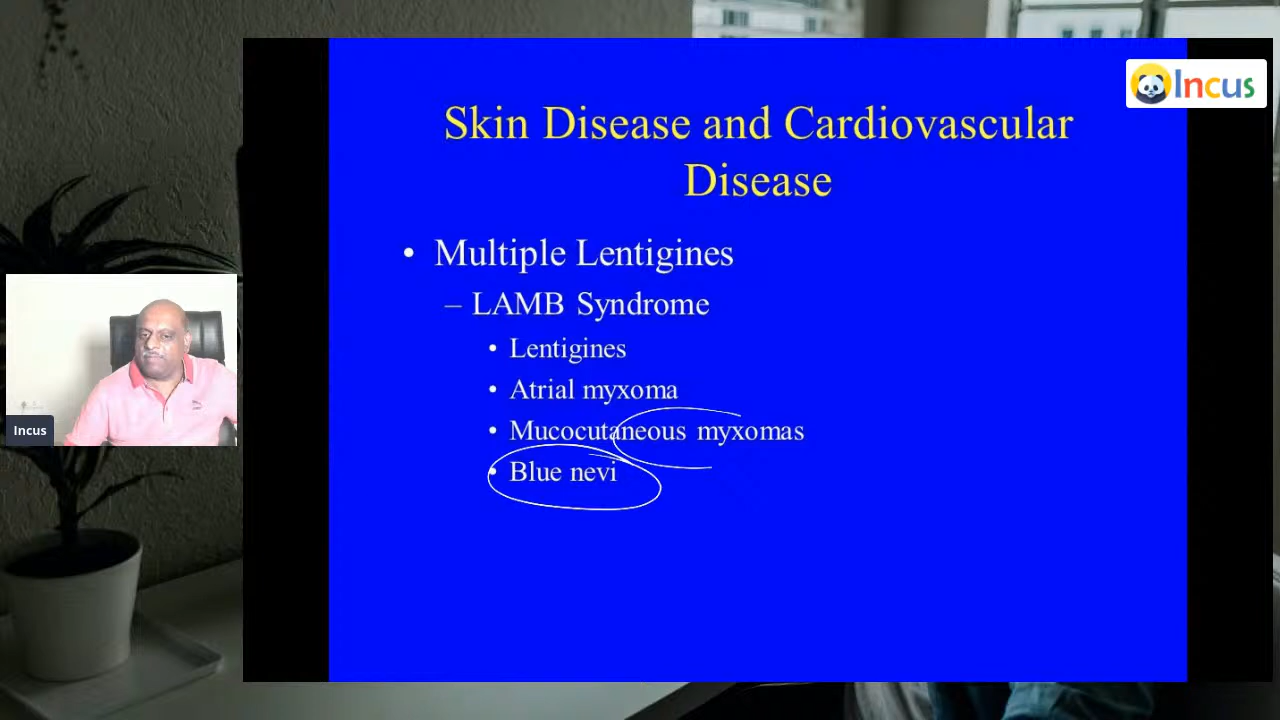 Incus
Skin Disease and Cardiovascular
Disease
• Multiple Lentigines
– LAMB Syndrome
• Lentigines
• Atrial myxoma
• Mucocutaneous myxomas
• Blue nevi
Incus